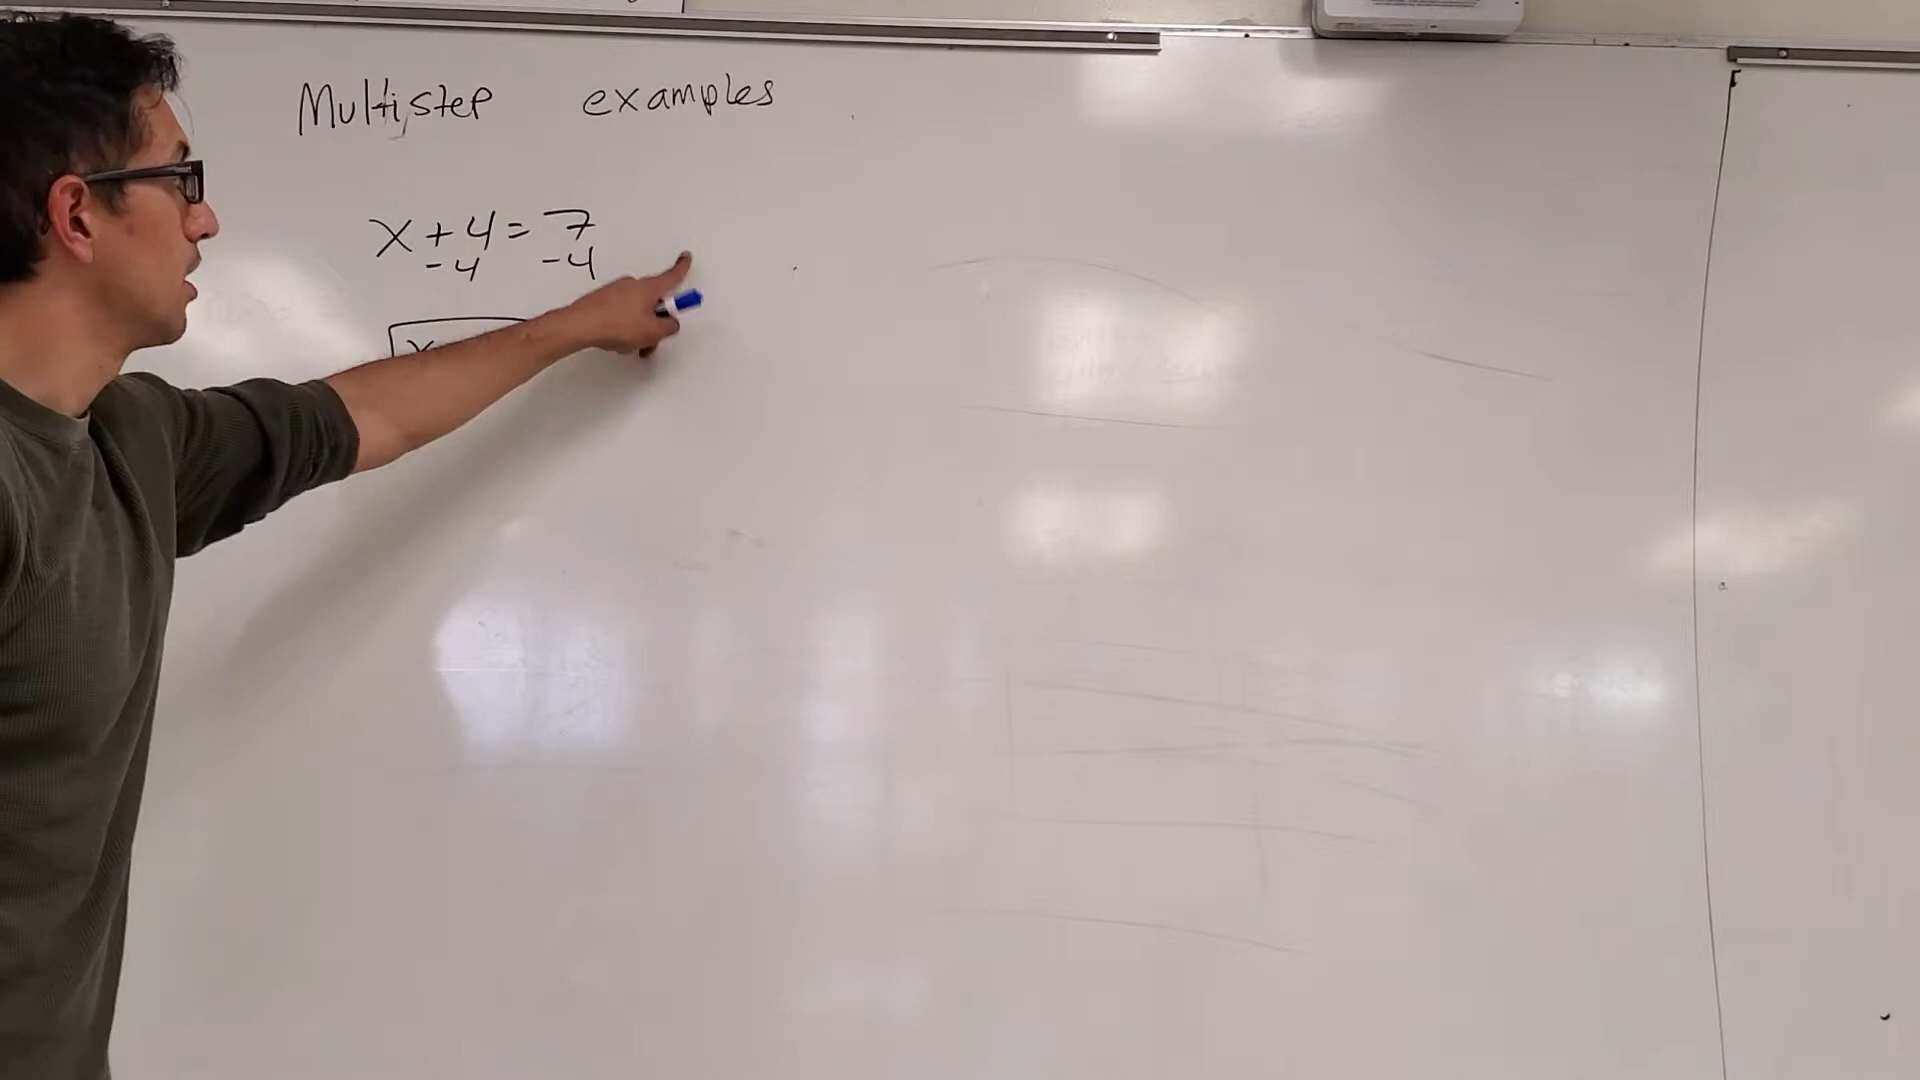 Multistep examples
x + 4 = 7
-4 -4
x